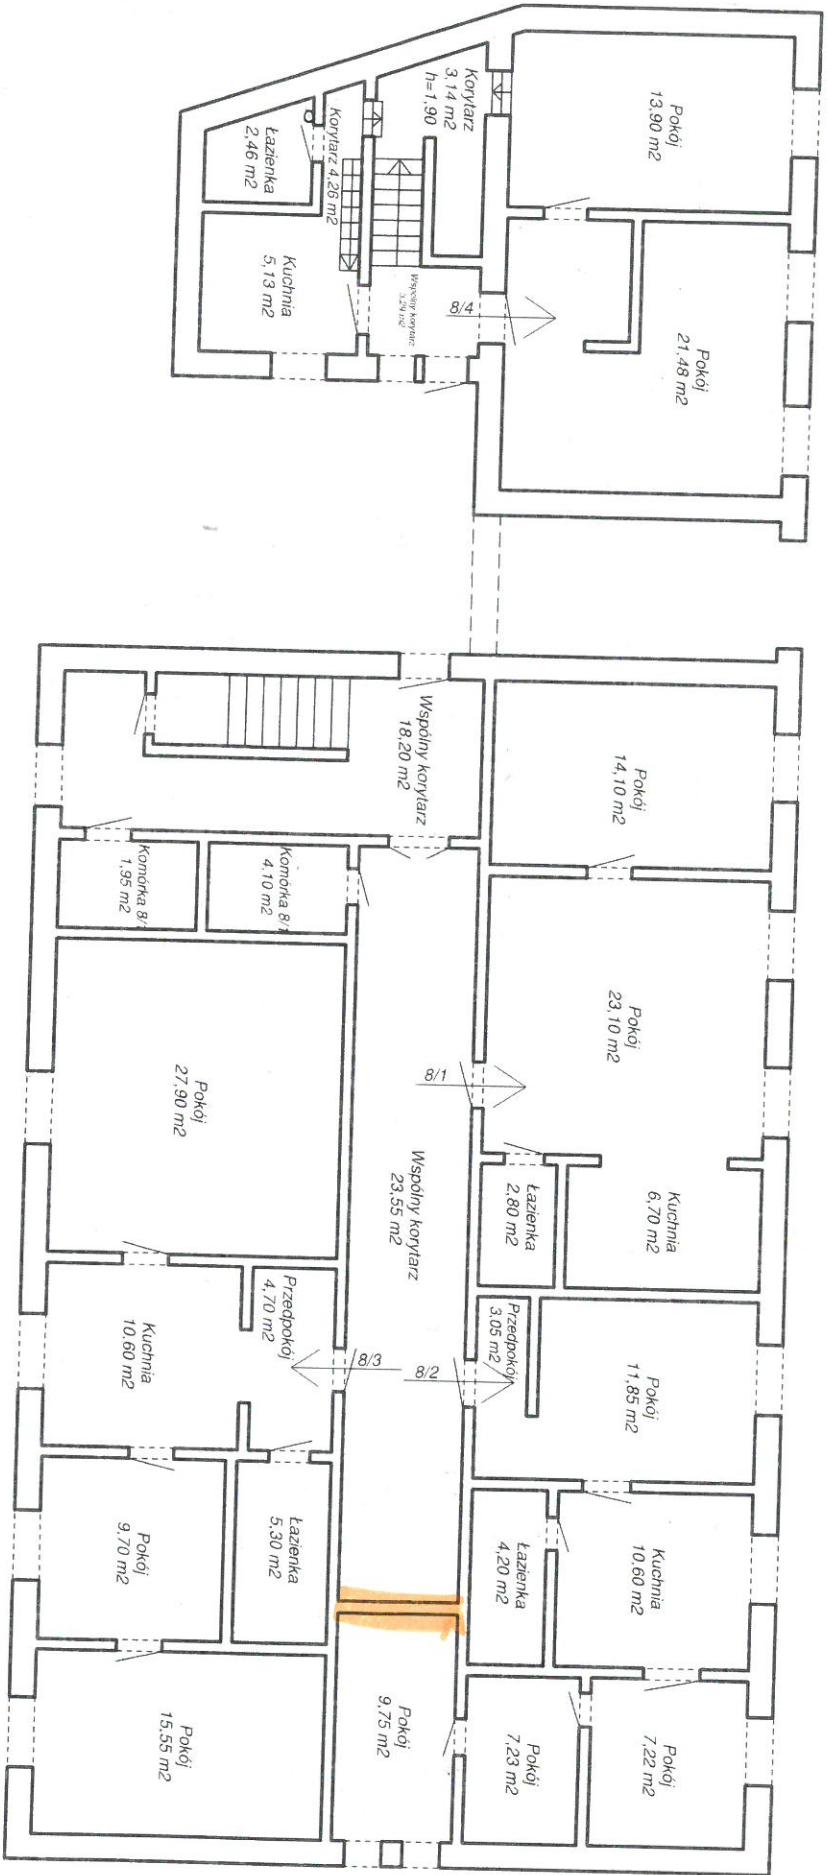 Pokój
13,90 m2
Korytarz
3,14 m2
h=1,90
Korytarz 4,26 m2
Łazienka
2,46 m2
Kuchnia
5,13 m2
Wspólny korytarz
3,24 m2
8/4
Pokój
21,48 m2
Pokój
14,10 m2
Wspólny korytarz
18,20 m2
Komórka 8/1
4,10 m2
Komórka 8/
1,95 m2
Pokój
23,10 m2
8/1
Pokój
27,90 m2
Wspólny korytarz
23,55 m2
Łazienka
2,80 m2
Kuchnia
6,70 m2
Przedpokój
4,70 m2
Kuchnia
10,60 m2
8/3
8/2
Przedpokój
3,05 m2
Pokój
11,85 m2
Łazienka
5,30 m2
Pokój
9,70 m2
Łazienka
4,20 m2
Kuchnia
10,60 m2
Pokój
15,55 m2
Pokój
9,75 m2
Pokój
7,23 m2
Pokój
7,22 m2